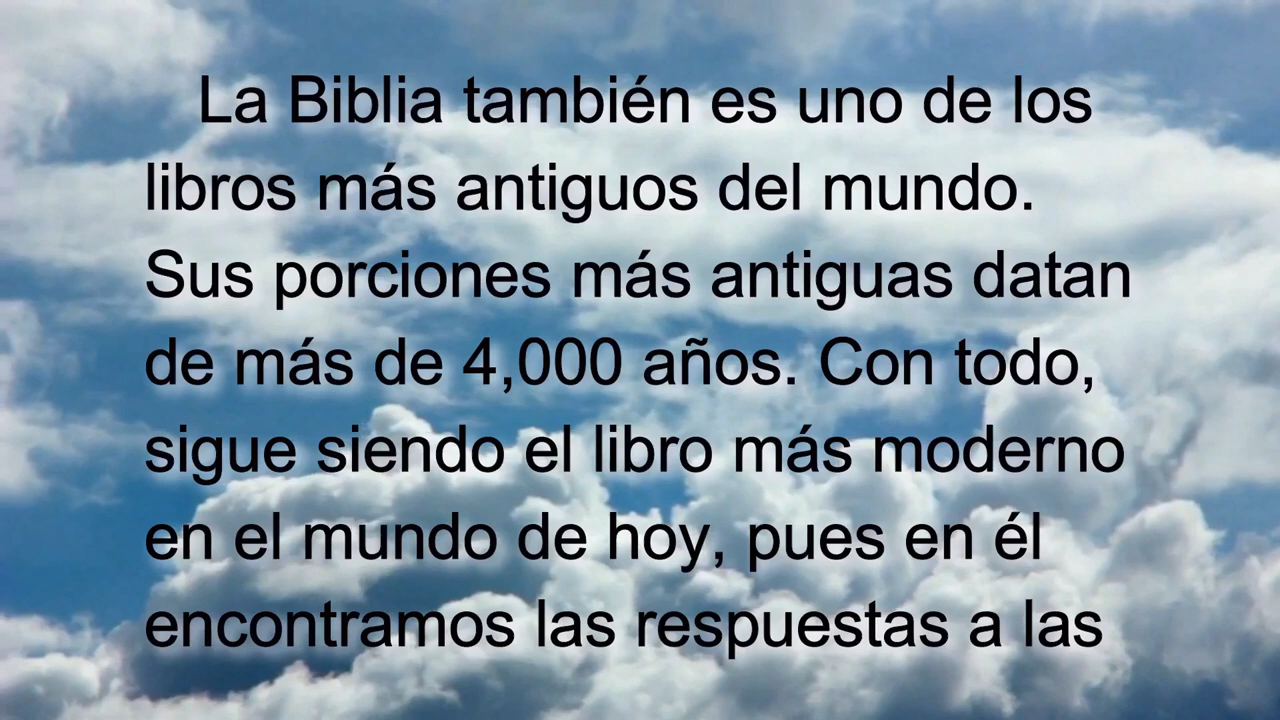 La Biblia también es uno de los
libros más antiguos del mundo.
Sus porciones más antiguas datan
de más de 4,000 años. Con todo,
sigue siendo el libro más moderno
en el mundo de hoy, pues en él
encontramos las respuestas a las